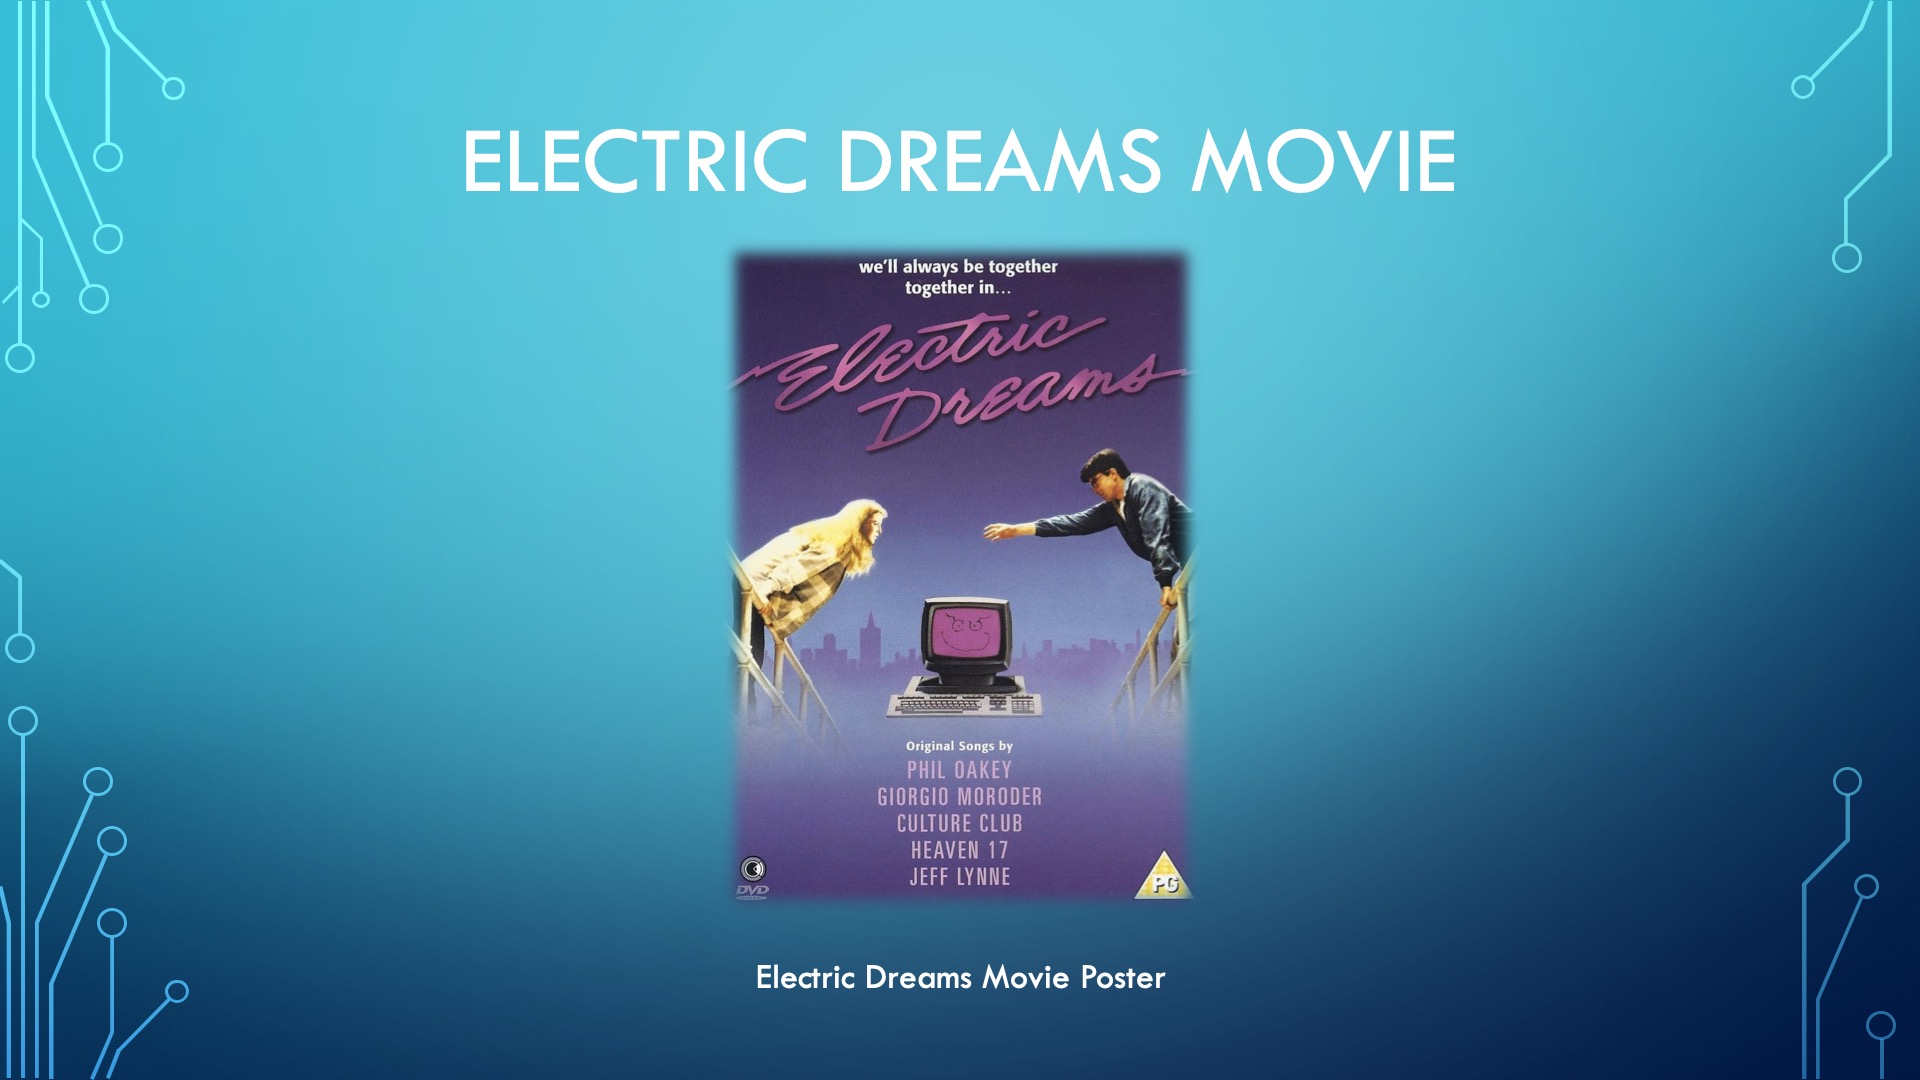 ELECTRIC DREAMS MOVIE
we'll always be together
together in...
Electric
Dreams
Original Songs by
PHIL OAKEY
GIORGIO MORODER
CULTURE CLUB
HEAVEN 17
JEFF LYNNE
DVD
PG
Electric Dreams Movie Poster